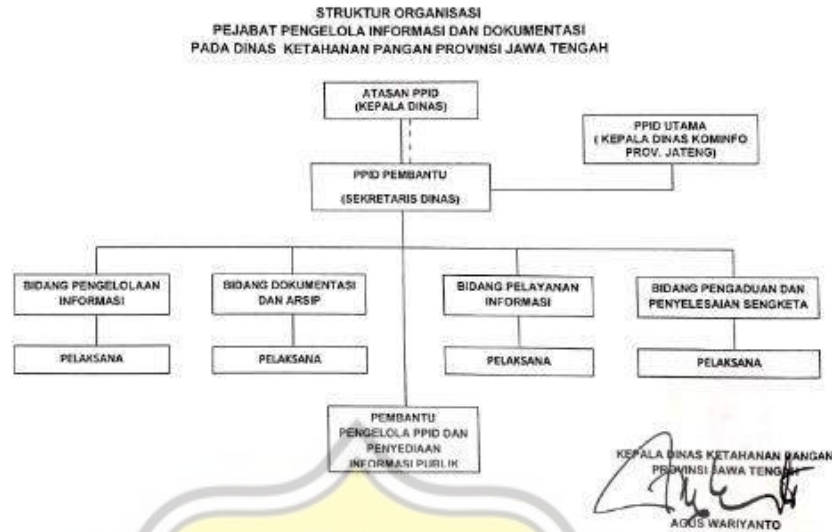 STRUKTUR ORGANISASI
PEJABAT PENGELOLA INFORMASI DAN DOKUMENTASI
PADA DINAS KETAHANAN PANGAN PROVINSI JAWA TENGAH
ATASAN PPID
(KEPALA DINAS)
PPID UTAMA
( KEPALA DINAS KOMINFO
PROV. JATENG)
PPID PEMBANTU
(SEKRETARIS DINAS)
BIDANG PENGELOLAAN
INFORMASI
BIDANG DOKUMENTASI
DAN ARSIP
BIDANG PELAYANAN
INFORMASI
BIDANG PENGADUAN DAN
PENYELESAIAN SENGKETA
PELAKSANA
PELAKSANA
PELAKSANA
PELAKSANA
PEMBANTU
PENGELOLA PPID DAN
PENYEDIAAN
INFORMASI PUBLIK
KEPALA DINAS KETAHANAN PANGAN
PROVINSI JAWA TENGAH
AGUS WARIYANTO